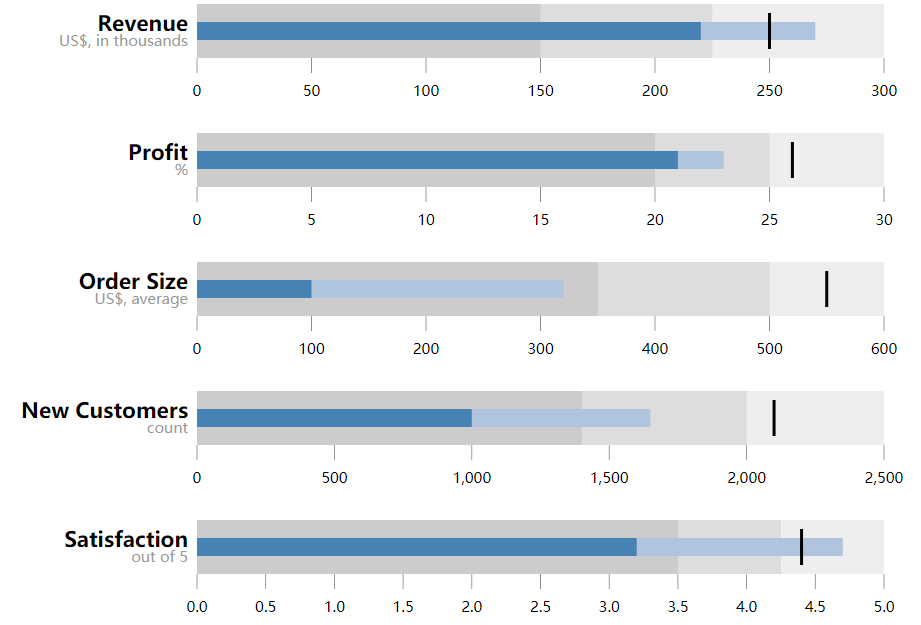 Revenue
US$, in thousands
0 50 100 150 200 250 300
Profit
%
0 5 10 15 20 25 30
Order Size
US$, average
0 100 200 300 400 500 600
New Customers
count
0 500 1,000 1,500 2,000 2,500
Satisfaction
out of 5
0.0 0.5 1.0 1.5 2.0 2.5 3.0 3.5 4.0 4.5 5.0